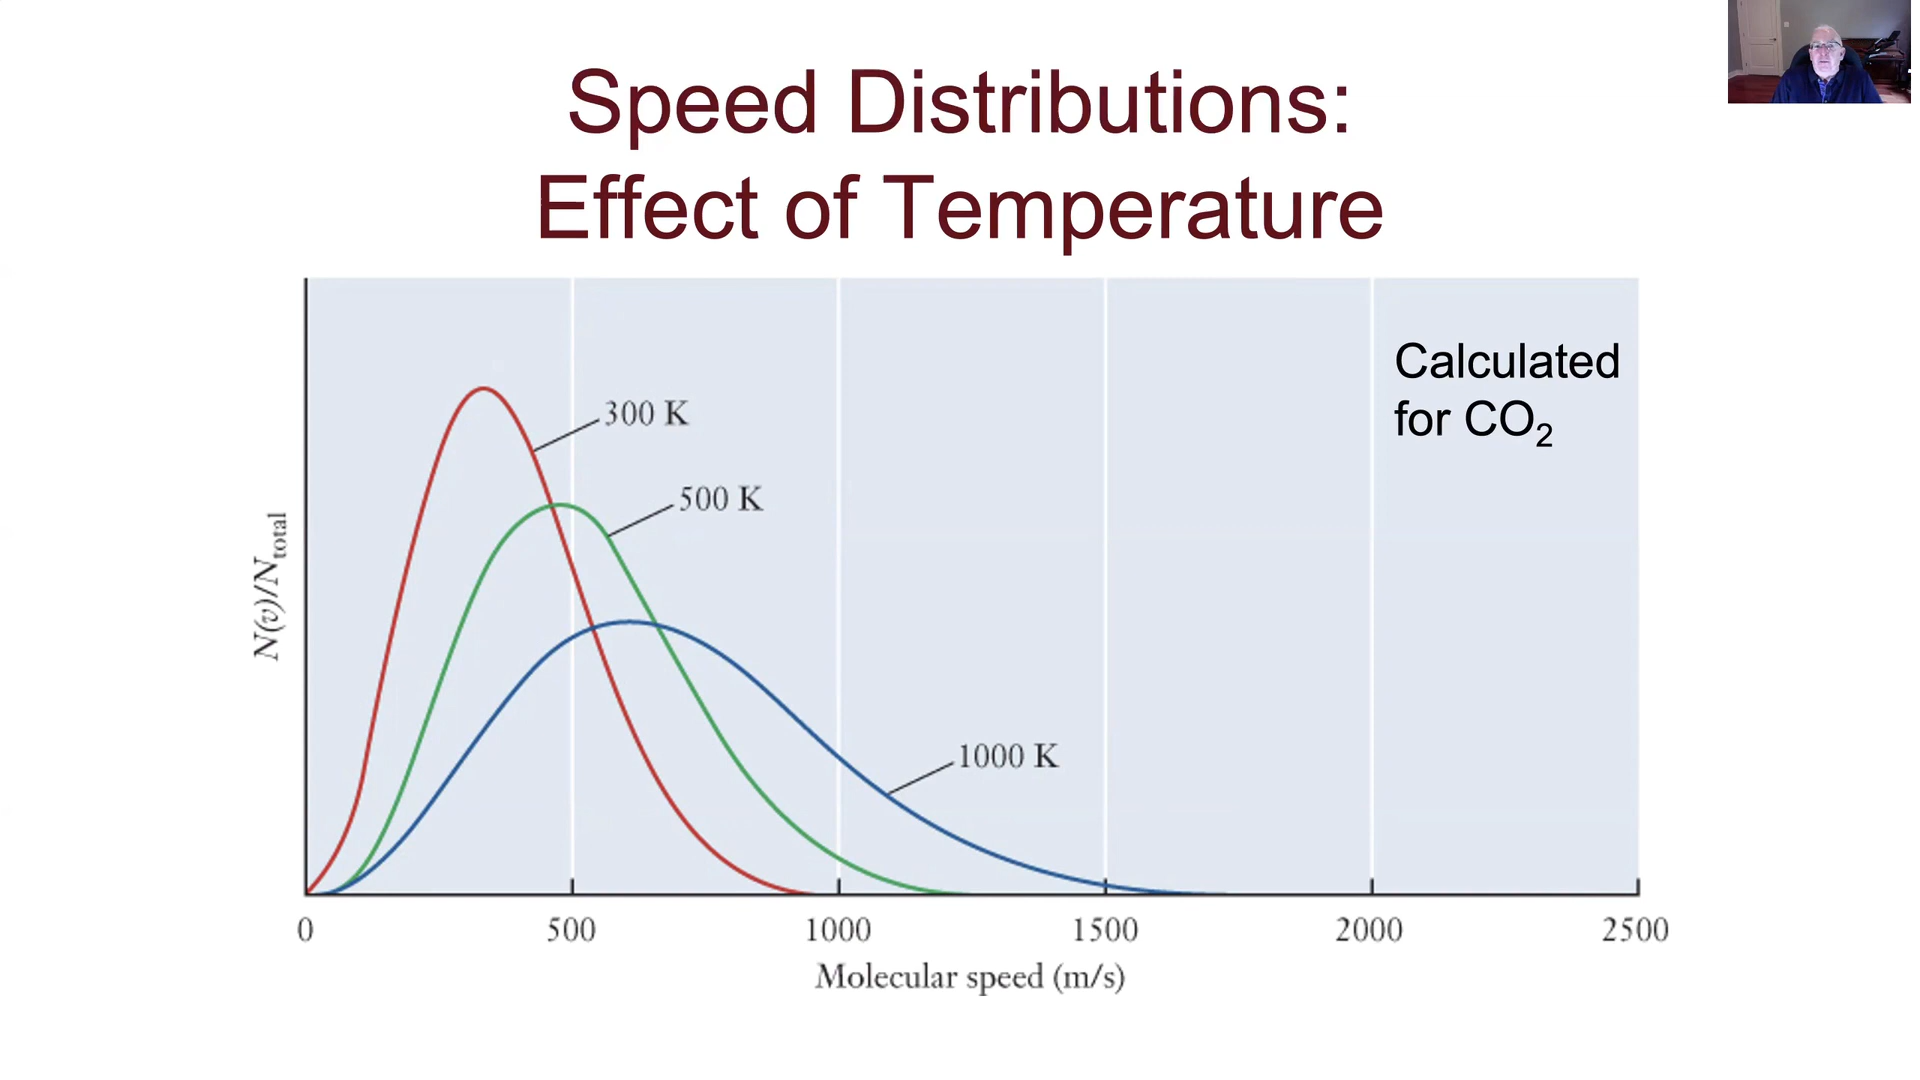 Speed Distributions:
Effect of Temperature
Calculated
for CO₂
300 K
500 K
1000 K
N(v)/Ntotal
0 500 1000 1500 2000 2500
Molecular speed (m/s)